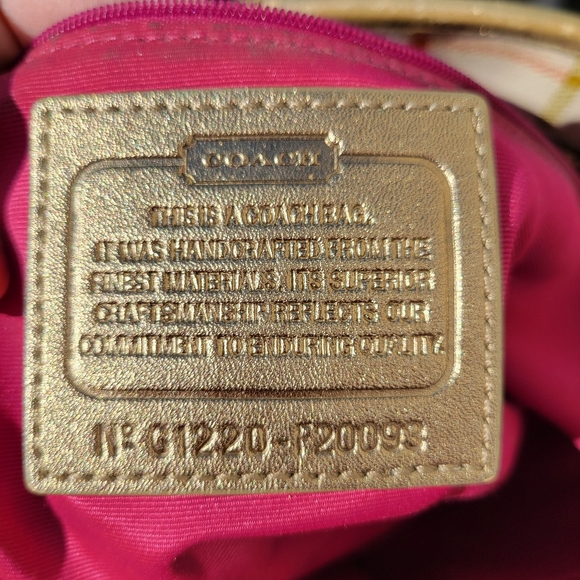 COACH
THIS IS A COACH BAG.
IT WAS HANDCRAFTED FROM THE
FINEST MATERIALS. ITS SUPERIOR
CRAFTSMANSHIP REFLECTS OUR
COMMITMENT TO ENDURING QUALITY.
Nº G1220-F20093